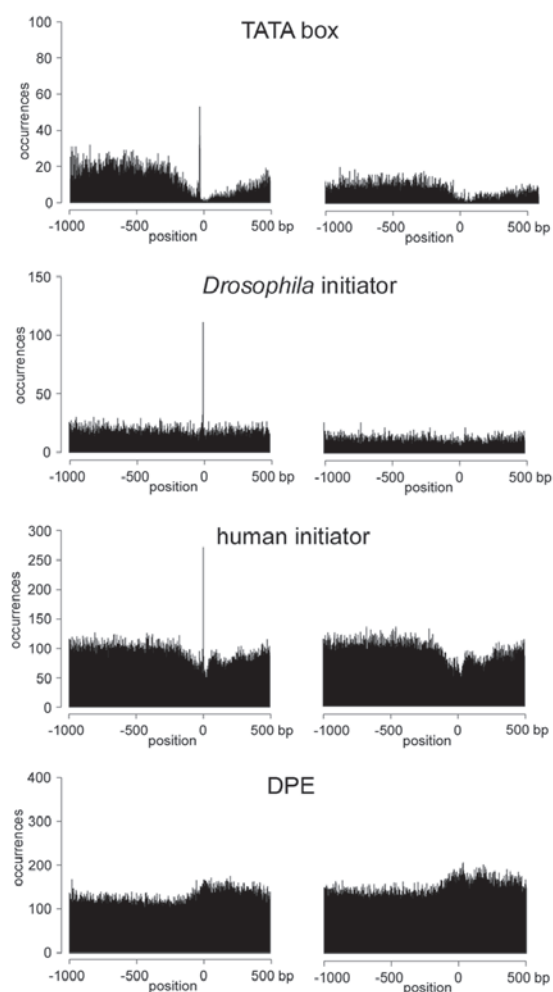 TATA box
100
80
60
40
20
0
occurrences
-1000 -500 0 500 bp
position
-1000 -500 0 500 bp
position
Drosophila initiator
150
100
50
0
occurrences
-1000 -500 0 500 bp
position
-1000 -500 0 500 bp
position
human initiator
300
250
200
150
100
50
0
occurrences
-1000 -500 0 500 bp
position
-1000 -500 0 500 bp
position
DPE
400
300
200
100
0
occurrences
-1000 -500 0 500 bp
position
-1000 -500 0 500 bp
position